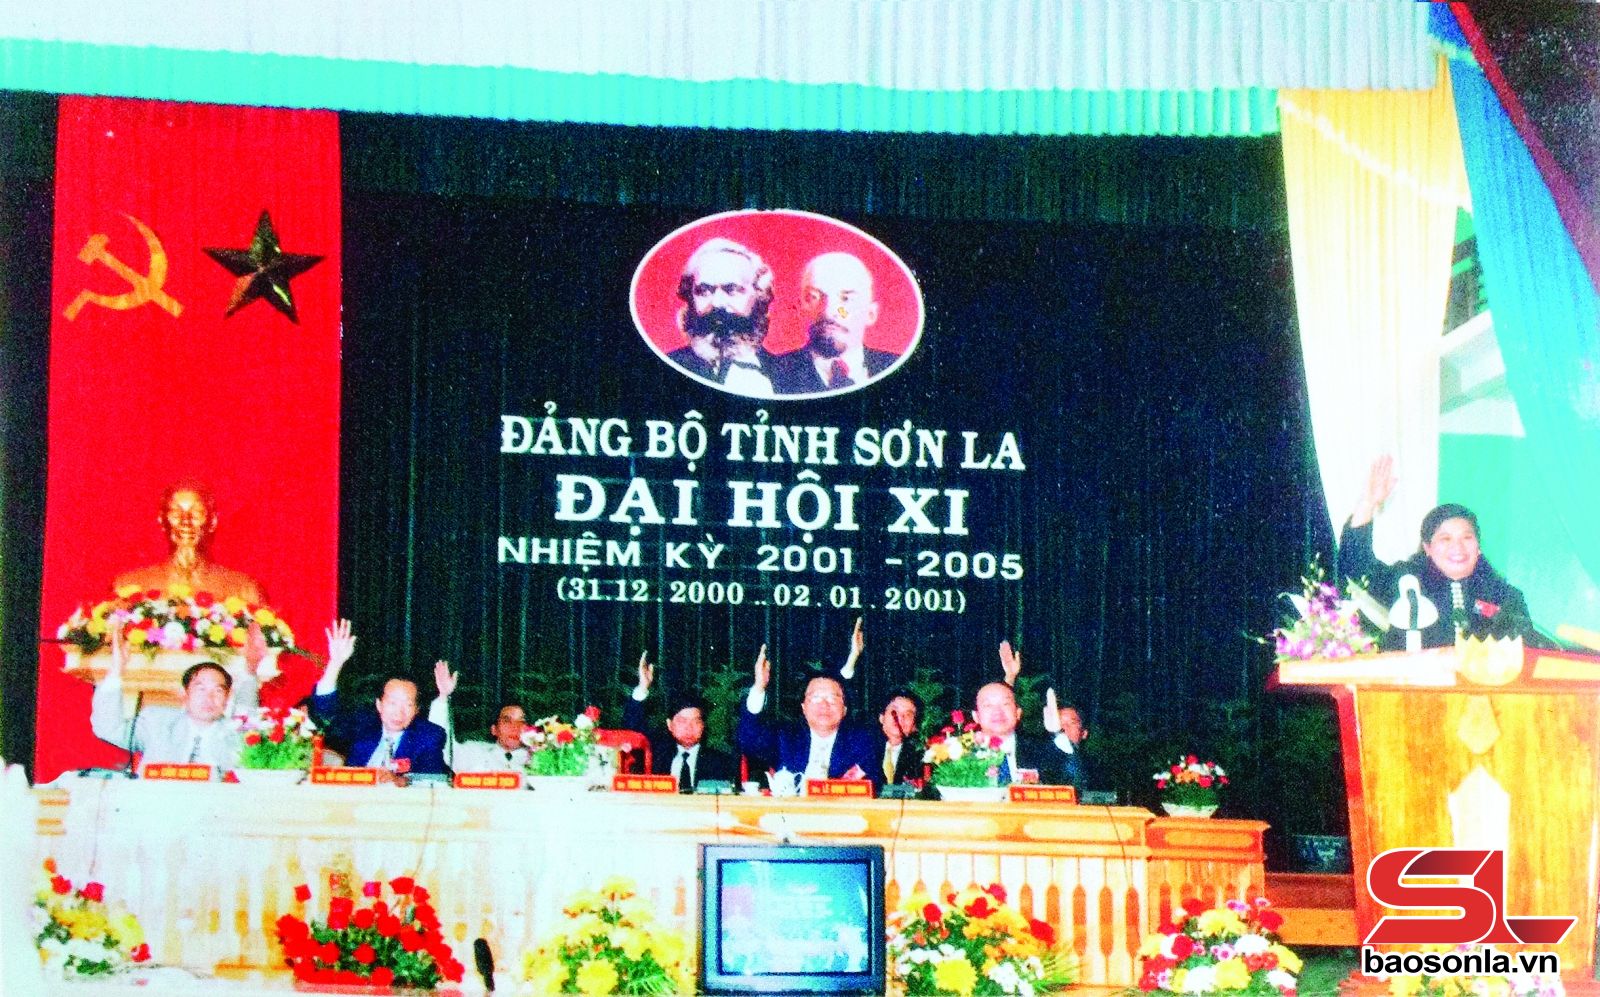 ĐẢNG BỘ TỈNH SƠN LA
ĐẠI HỘI XI
NHIỆM KỲ 2001 - 2005
(31.12.2000 .. 02.01.2001)
SL
baosonla.vn